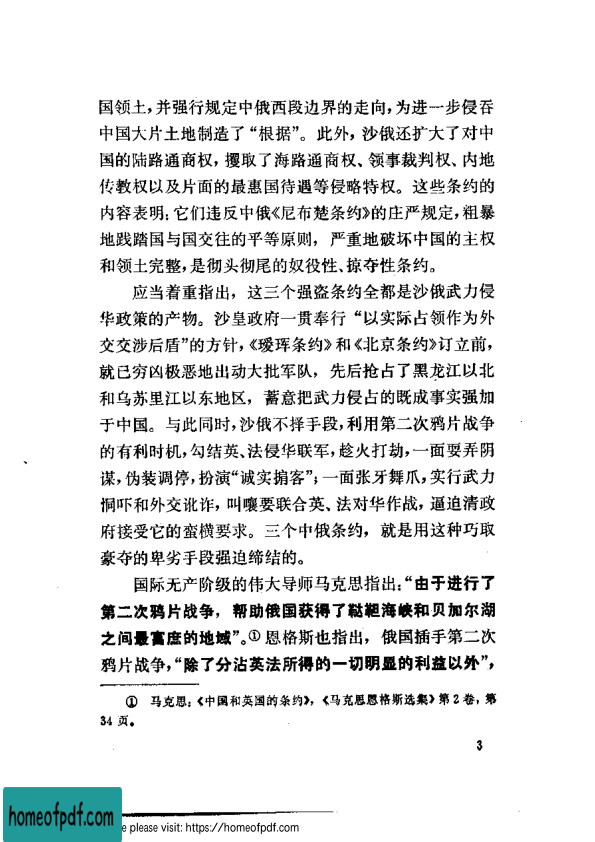 国领土，并强行规定中俄西段边界的走向，为进一步侵吞
中国大片土地制造了“根据”。此外，沙俄还扩大了对中
国的陆路通商权，攫取了海路通商权、领事裁判权、内地
传教权以及片面的最惠国待遇等侵略特权。这些条约的
内容表明：它们违反中俄《尼布楚条约》的庄严规定，粗暴
地践踏国与国交往的平等原则，严重地破坏中国的主权
和领土完整，是彻头彻尾的奴役性、掠夺性条约。
应当着重指出，这三个强盗条约全都是沙俄武力侵
华政策的产物。沙皇政府一贯奉行“以实际占领作为外
交交涉后盾”的方针，《瑷珲条约》和《北京条约》订立前，
就已穷凶极恶地出动大批军队，先后抢占了黑龙江以北
和乌苏里江以东地区，蓄意把武力侵占的既成事实强加
于中国。与此同时，沙俄不择手段，利用第二次鸦片战争
的有利时机，勾结英、法侵华联军，趁火打劫，一面耍弄阴
谋，伪装调停，扮演“诚实掮客”；一面张牙舞爪，实行武力
恫吓和外交讹诈，叫嚷要联合英、法对华作战，逼迫清政
府接受它的蛮横要求。三个中俄条约，就是用这种巧取
豪夺的卑劣手段强迫缔结的。
国际无产阶级的伟大导师马克思指出：“由于进行了
第二次鸦片战争，帮助俄国获得了鞑靼海峡和贝加尔湖
之间最富庶的地域”。①恩格斯也指出，俄国插手第二次
鸦片战争，“除了分沾英法所得的一切明显的利益以外”，
① 马克思：《中国和英国的条约》，《马克思恩格斯选集》第2卷，第
34页。
3
homeofpdf.com
e please visit: https://homeofpdf.com